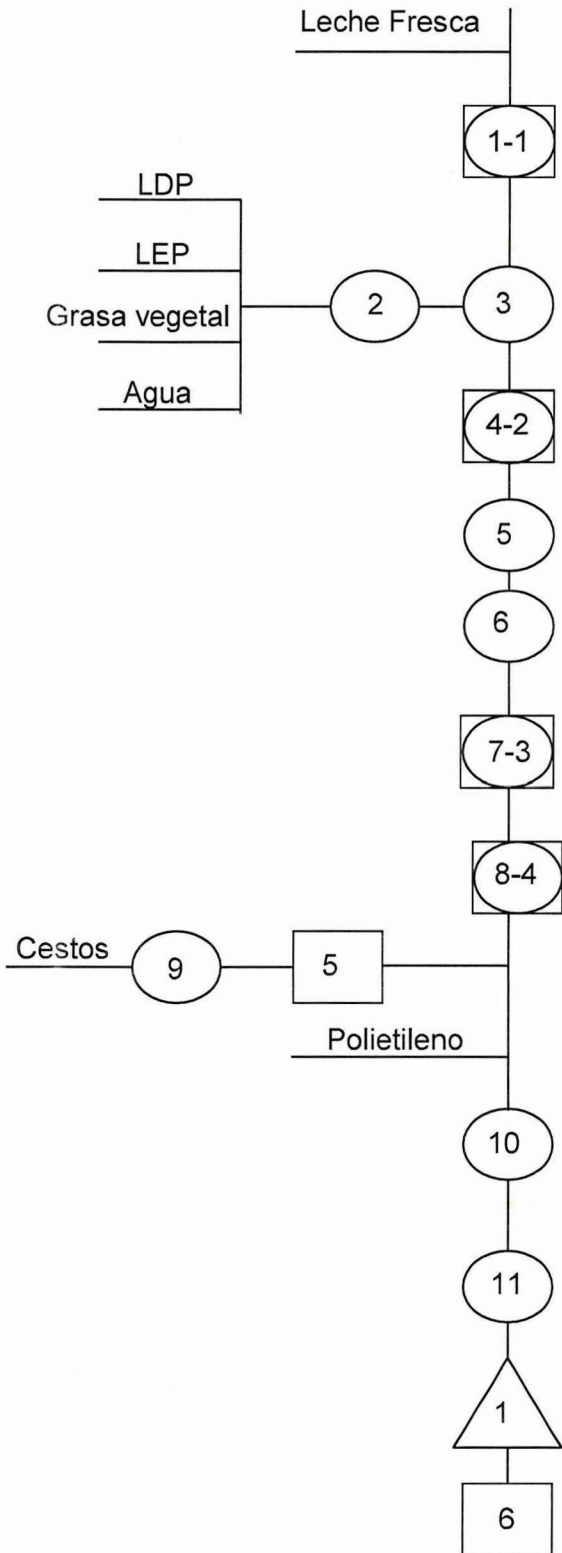 Leche Fresca
1-1
LDP
LEP
Grasa vegetal
2
3
Agua
4-2
5
6
7-3
8-4
Cestos
9
5
Polietileno
10
11
1
6